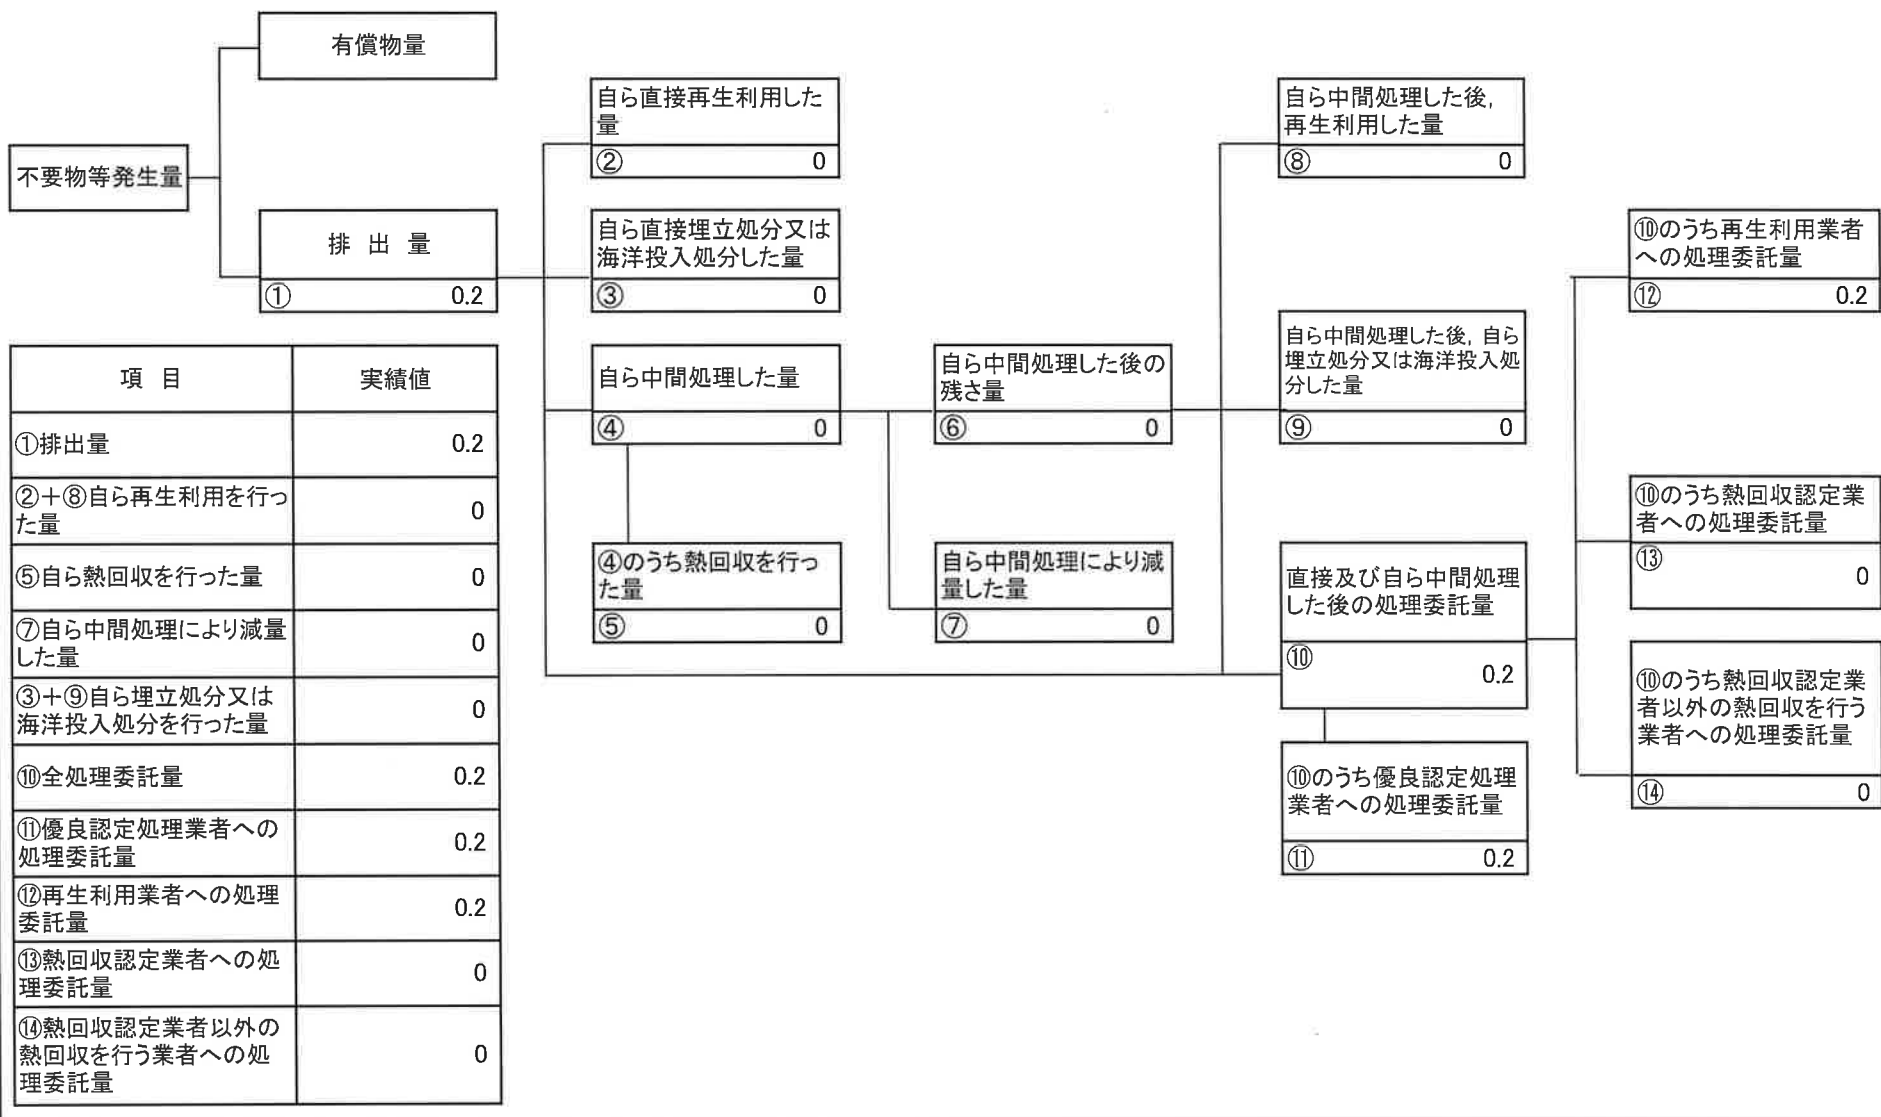 有償物量
不要物等発生量
排 出 量
① 0.2
自ら直接再生利用した
量
② 0
自ら直接埋立処分又は
海洋投入処分した量
③ 0
自ら中間処理した量
④ 0
④のうち熱回収を行っ
た量
⑤ 0
自ら中間処理した後の
残さ量
⑥ 0
自ら中間処理により減
量した量
⑦ 0
自ら中間処理した後,
再生利用した量
⑧ 0
自ら中間処理した後, 自ら
埋立処分又は海洋投入処
分した量
⑨ 0
直接及び自ら中間処理
した後の処理委託量
⑩ 0.2
⑩のうち優良認定処理
業者への処理委託量
⑪ 0.2
⑩のうち再生利用業者
への処理委託量
⑫ 0.2
⑩のうち熱回収認定業
者への処理委託量
⑬ 0
⑩のうち熱回収認定業
者以外の熱回収を行う
業者への処理委託量
⑭ 0
項 目 実績値
①排出量 0.2
②+⑧自ら再生利用を行っ
た量 0
⑤自ら熱回収を行った量 0
⑦自ら中間処理により減量
した量 0
③+⑨自ら埋立処分又は
海洋投入処分を行った量 0
⑩全処理委託量 0.2
⑪優良認定処理業者への
処理委託量 0.2
⑫再生利用業者への処理
委託量 0.2
⑬熱回収認定業者への処
理委託量 0
⑭熱回収認定業者以外の
熱回収を行う業者への処
理委託量 0